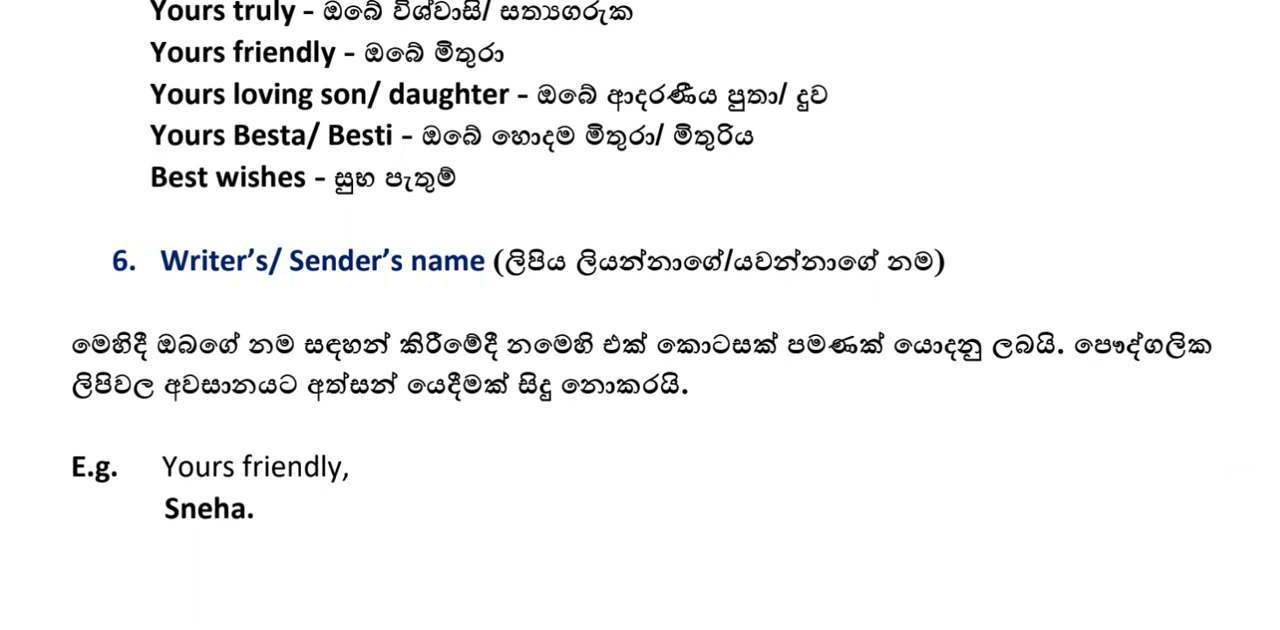 Yours truly - ඔබේ විශ්වාසි/ සත්‍යගරුක
Yours friendly - ඔබේ මිතුරා
Yours loving son/ daughter - ඔබේ ආදරණීය පුතා/ දුව
Yours Besta/ Besti - ඔබේ හොදම මිතුරා/ මිතුරිය
Best wishes - සුභ පැතුම්
6. Writer’s/ Sender’s name (ලිපිය ලියන්නාගේ/යවන්නාගේ නම)
මෙහිදී ඔබගේ නම සඳහන් කිරීමේදී නමෙහි එක් කොටසක් පමණක් යොදනු ලබයි. පෞද්ගලික
ලිපිවල අවසානයට අත්සන් යෙදීමක් සිදු නොකරයි.
E.g. Yours friendly,
Sneha.